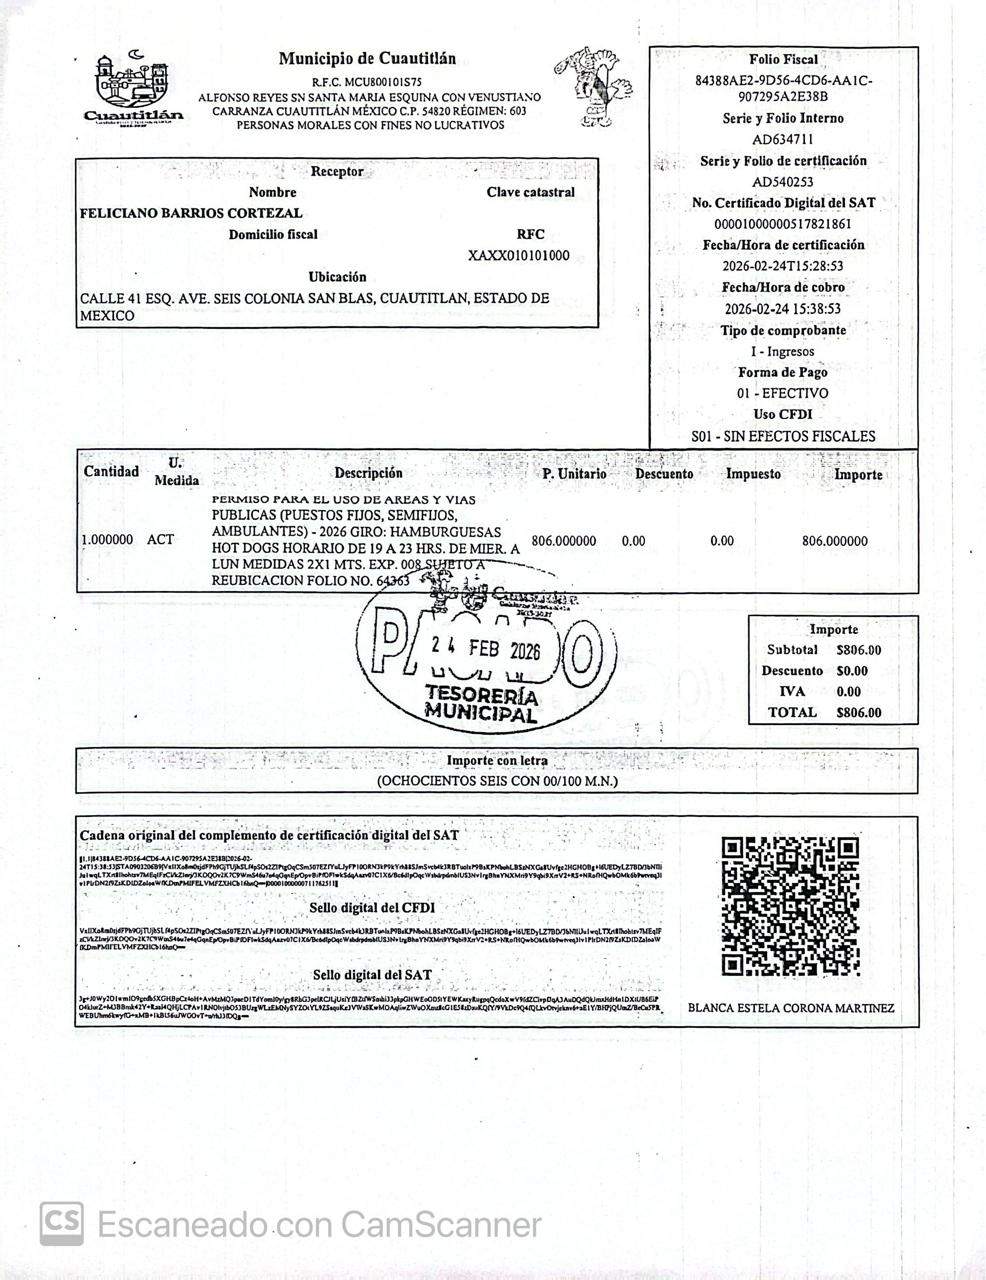 Cuautitlán
Municipio de Cuautitlán
R.F.C. MCU800101S75
ALFONSO REYES SN SANTA MARIA ESQUINA CON VENUSTIANO
CARRANZA CUAUTITLÁN MÉXICO C.P. 54820 RÉGIMEN: 603
PERSONAS MORALES CON FINES NO LUCRATIVOS
Folio Fiscal
84388AE2-9D56-4CD6-AA1C-
907295A2E38B
Serie y Folio Interno
AD634711
Serie y Folio de certificación
AD540253
No. Certificado Digital del SAT
00001000000517821861
Fecha/Hora de certificación
2026-02-24T15:28:53
Fecha/Hora de cobro
2026-02-24 15:38:53
Tipo de comprobante
I - Ingresos
Forma de Pago
01 - EFECTIVO
Uso CFDI
S01 - SIN EFECTOS FISCALES
Receptor
Nombre Clave catastral
FELICIANO BARRIOS CORTEZAL
Domicilio fiscal RFC
XAXX010101000
Ubicación
CALLE 41 ESQ. AVE. SEIS COLONIA SAN BLAS, CUAUTITLAN, ESTADO DE
MEXICO
Cantidad U. Medida Descripción P. Unitario Descuento Impuesto Importe
PERMISO PARA EL USO DE AREAS Y VIAS
PUBLICAS (PUESTOS FIJOS, SEMIFIJOS,
AMBULANTES) - 2026 GIRO: HAMBURGUESAS
1.000000 ACT HOT DOGS HORARIO DE 19 A 23 HRS. DE MIER. A 806.000000 0.00 0.00 806.000000
LUN MEDIDAS 2X1 MTS. EXP. 008 SUJETO A
REUBICACION FOLIO NO. 64363
Cuautitlán
PAGADO
24 FEB 2026
TESORERÍA
MUNICIPAL
Importe
Subtotal $806.00
Descuento $0.00
IVA 0.00
TOTAL $806.00
Importe con letra
(OCHOCIENTOS SEIS CON 00/100 M.N.)
Cadena original del complemento de certificación digital del SAT
Sello digital del CFDI
Sello digital del SAT
BLANCA ESTELA CORONA MARTINEZ
CS Escaneado con CamScanner